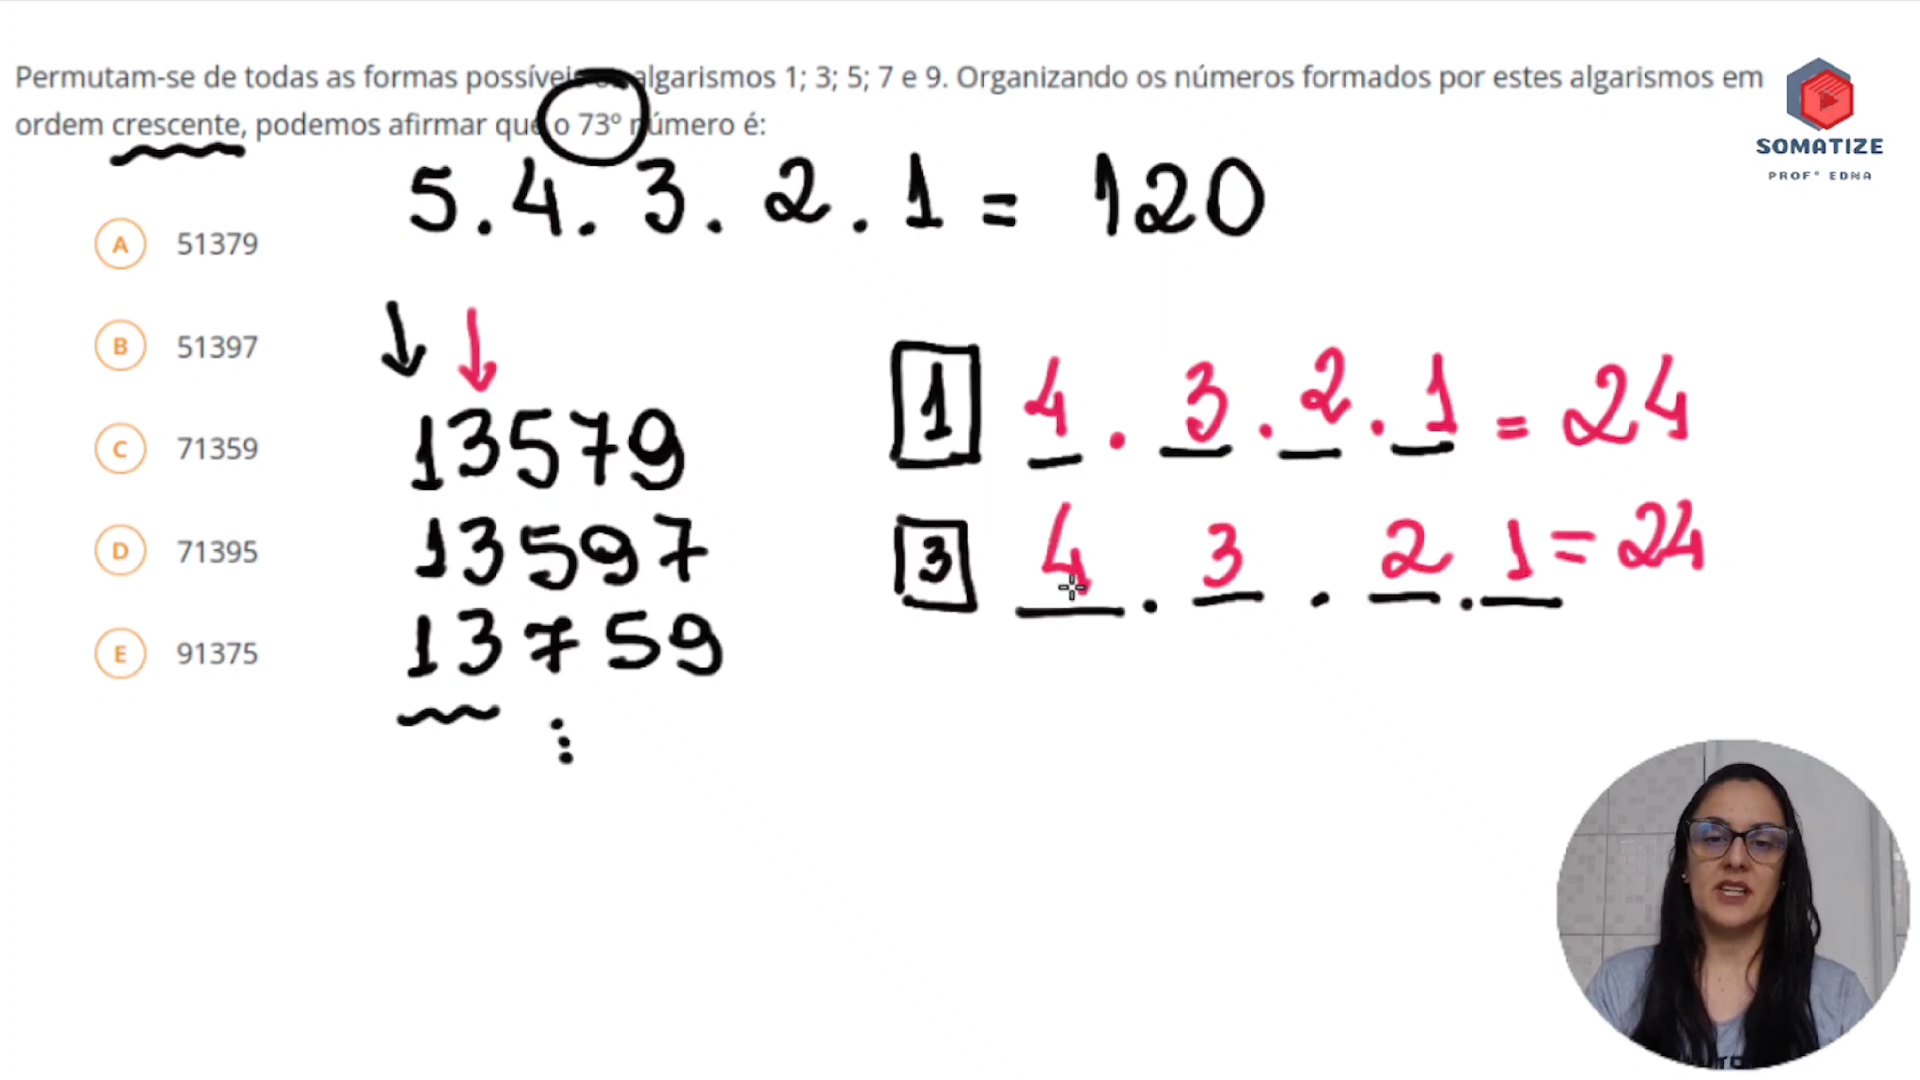 Permutam-se de todas as formas possíveis os algarismos 1; 3; 5; 7 e 9. Organizando os números formados por estes algarismos em
ordem crescente, podemos afirmar que o 73º número é:
SOMATIZE
PROFª EDNA
5 . 4 . 3 . 2 . 1 = 120
A 51379
B 51397
C 71359
D 71395
E 91375
13579
13597
13759
1 4 . 3 . 2 . 1 = 24
3 4 . 3 . 2 . 1 = 24